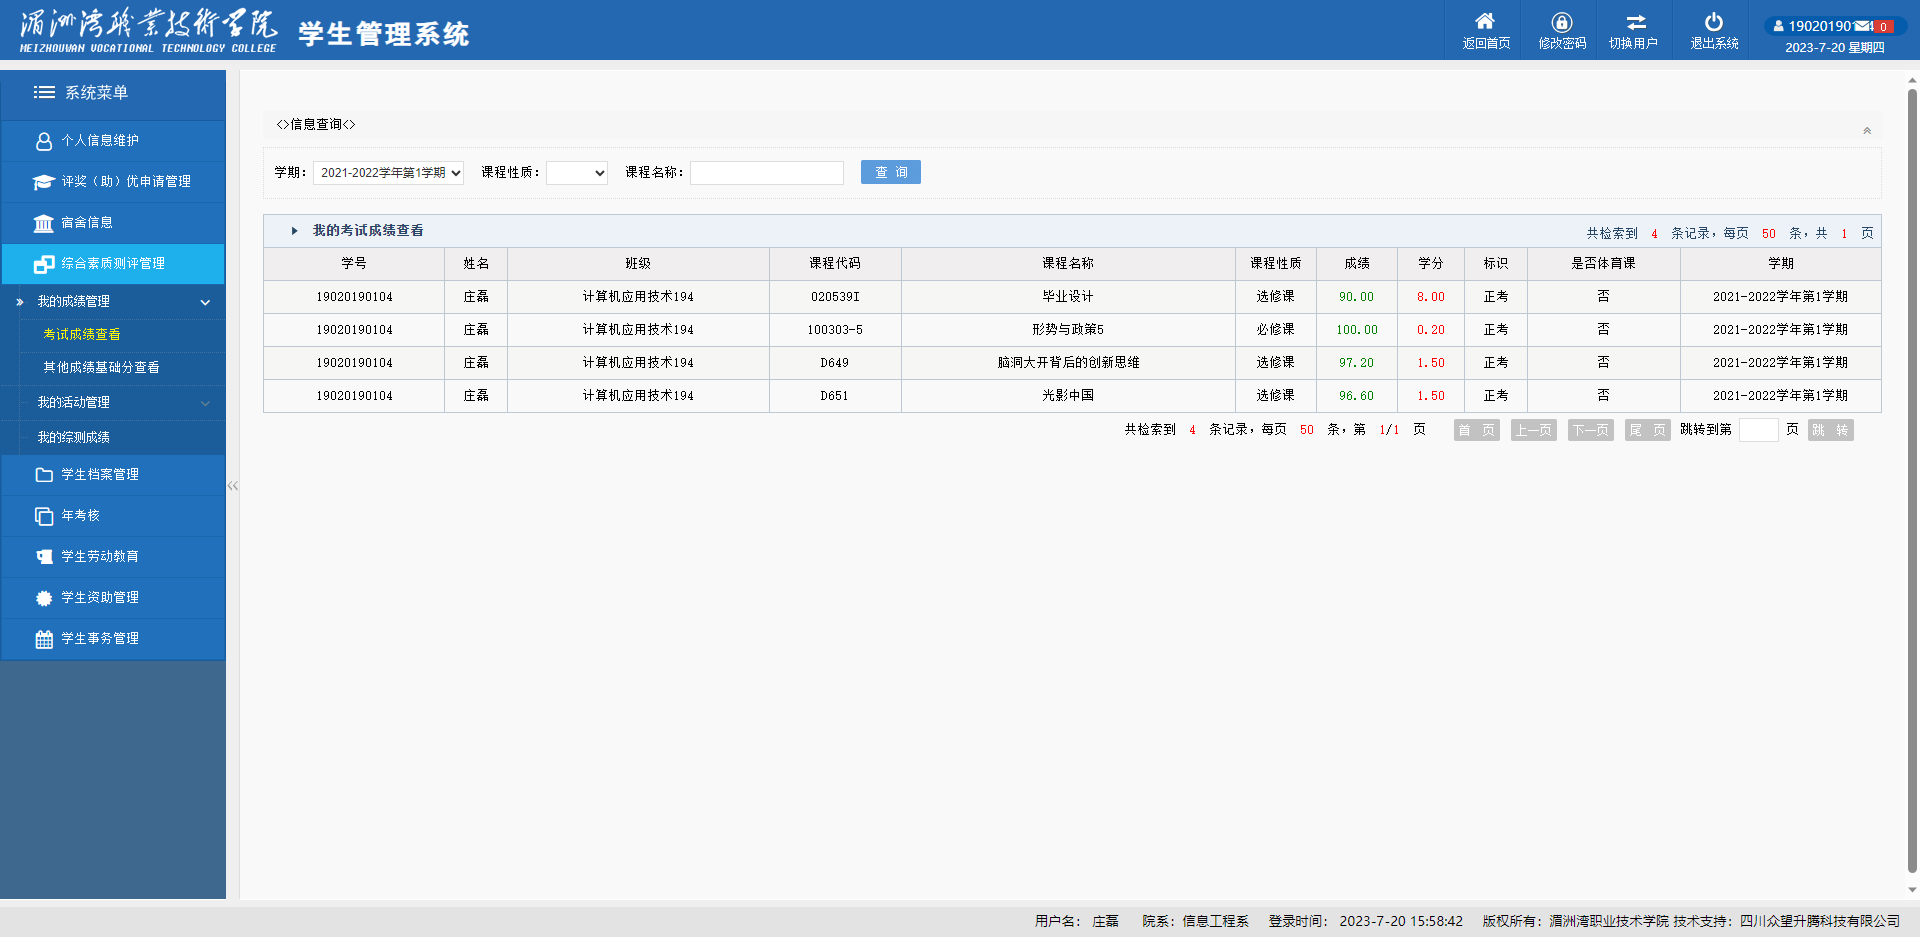 湄洲湾职业技术学院
MEIZHOUWAN VOCATIONAL TECHNOLOGY COLLEGE
学生管理系统
返回首页 修改密码 切换用户 退出系统
0
2023-7-20 星期四
系统菜单
个人信息维护
评奖（助）优申请管理
宿舍信息
综合素质测评管理
我的成绩管理
考试成绩查看
其他成绩基础分查看
我的活动管理
我的综测成绩
学生档案管理
年考核
学生劳动教育
学生资助管理
学生事务管理
<>信息查询<>
学期： 2021-2022学年第1学期 课程性质： 课程名称： 查 询
我的考试成绩查看 共检索到 4 条记录，每页 50 条，共 1 页
学号 姓名 班级 课程代码 课程名称 课程性质 成绩 学分 标识 是否体育课 学期
19020190104 庄磊 计算机应用技术194 020539I 毕业设计 选修课 90.00 8.00 正考 否 2021-2022学年第1学期
19020190104 庄磊 计算机应用技术194 100303-5 形势与政策5 必修课 100.00 0.20 正考 否 2021-2022学年第1学期
19020190104 庄磊 计算机应用技术194 D649 脑洞大开背后的创新思维 选修课 97.20 1.50 正考 否 2021-2022学年第1学期
19020190104 庄磊 计算机应用技术194 D651 光影中国 选修课 96.60 1.50 正考 否 2021-2022学年第1学期
共检索到 4 条记录，每页 50 条，第 1/1 页 首 页 上一页 下一页 尾 页 跳转到第 页 跳 转
用户名： 庄磊 院系：信息工程系 登录时间： 2023-7-20 15:58:42 版权所有：湄洲湾职业技术学院 技术支持：四川众望升腾科技有限公司